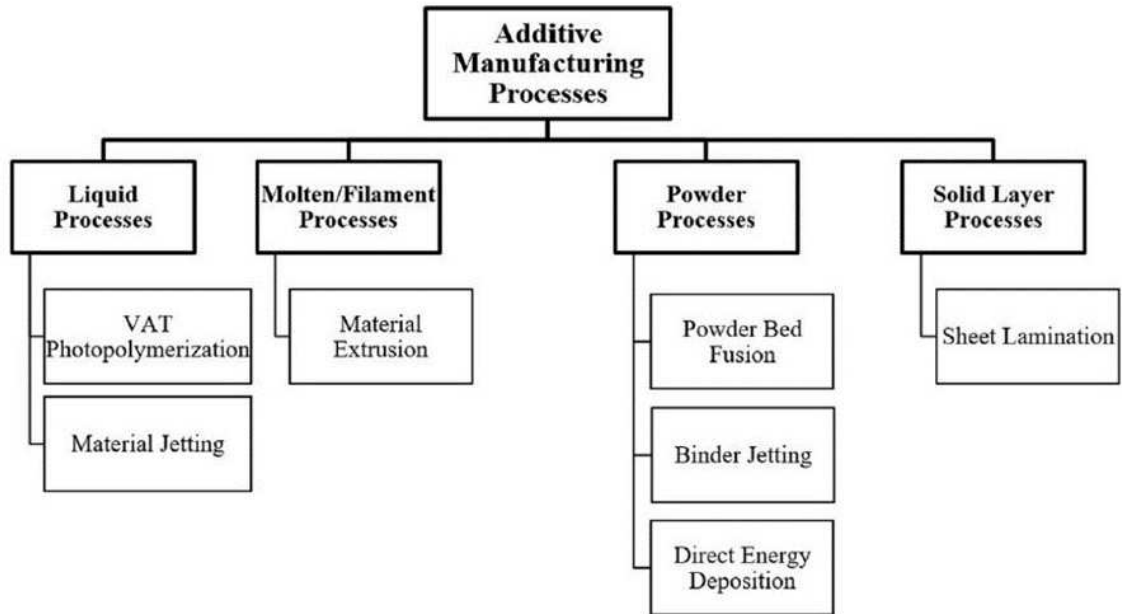 Additive
Manufacturing
Processes
Liquid
Processes
Molten/Filament
Processes
Powder
Processes
Solid Layer
Processes
VAT
Photopolymerization
Material Jetting
Material
Extrusion
Powder Bed
Fusion
Binder Jetting
Direct Energy
Deposition
Sheet Lamination